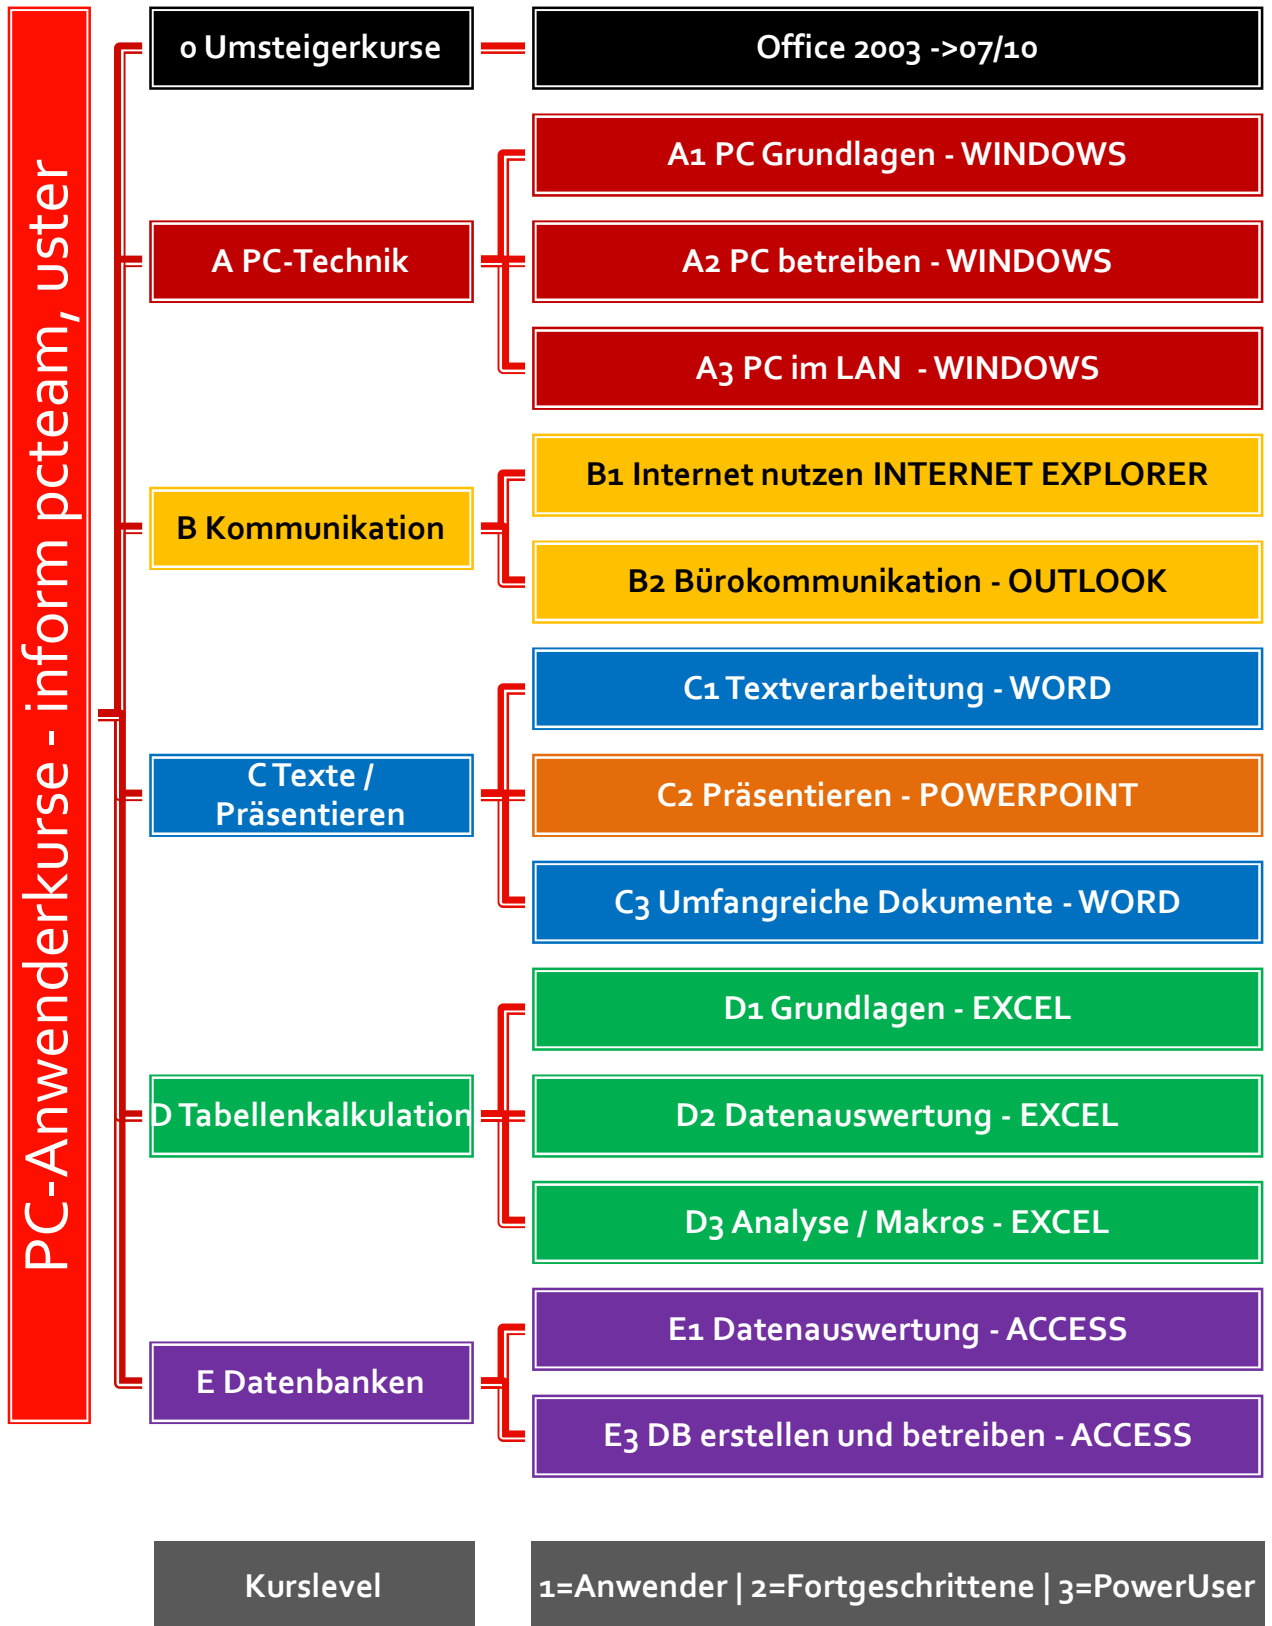 PC-Anwenderkurse - inform pcteam, uster
0 Umsteigerkurse
Office 2003 ->07/10
A PC-Technik
A1 PC Grundlagen - WINDOWS
A2 PC betreiben - WINDOWS
A3 PC im LAN  - WINDOWS
B Kommunikation
B1 Internet nutzen INTERNET EXPLORER
B2 Bürokommunikation - OUTLOOK
C Texte /
Präsentieren
C1 Textverarbeitung - WORD
C2 Präsentieren - POWERPOINT
C3 Umfangreiche Dokumente - WORD
D Tabellenkalkulation
D1 Grundlagen - EXCEL
D2 Datenauswertung - EXCEL
D3 Analyse / Makros - EXCEL
E Datenbanken
E1 Datenauswertung - ACCESS
E3 DB erstellen und betreiben - ACCESS
Kurslevel
1=Anwender | 2=Fortgeschrittene | 3=PowerUser